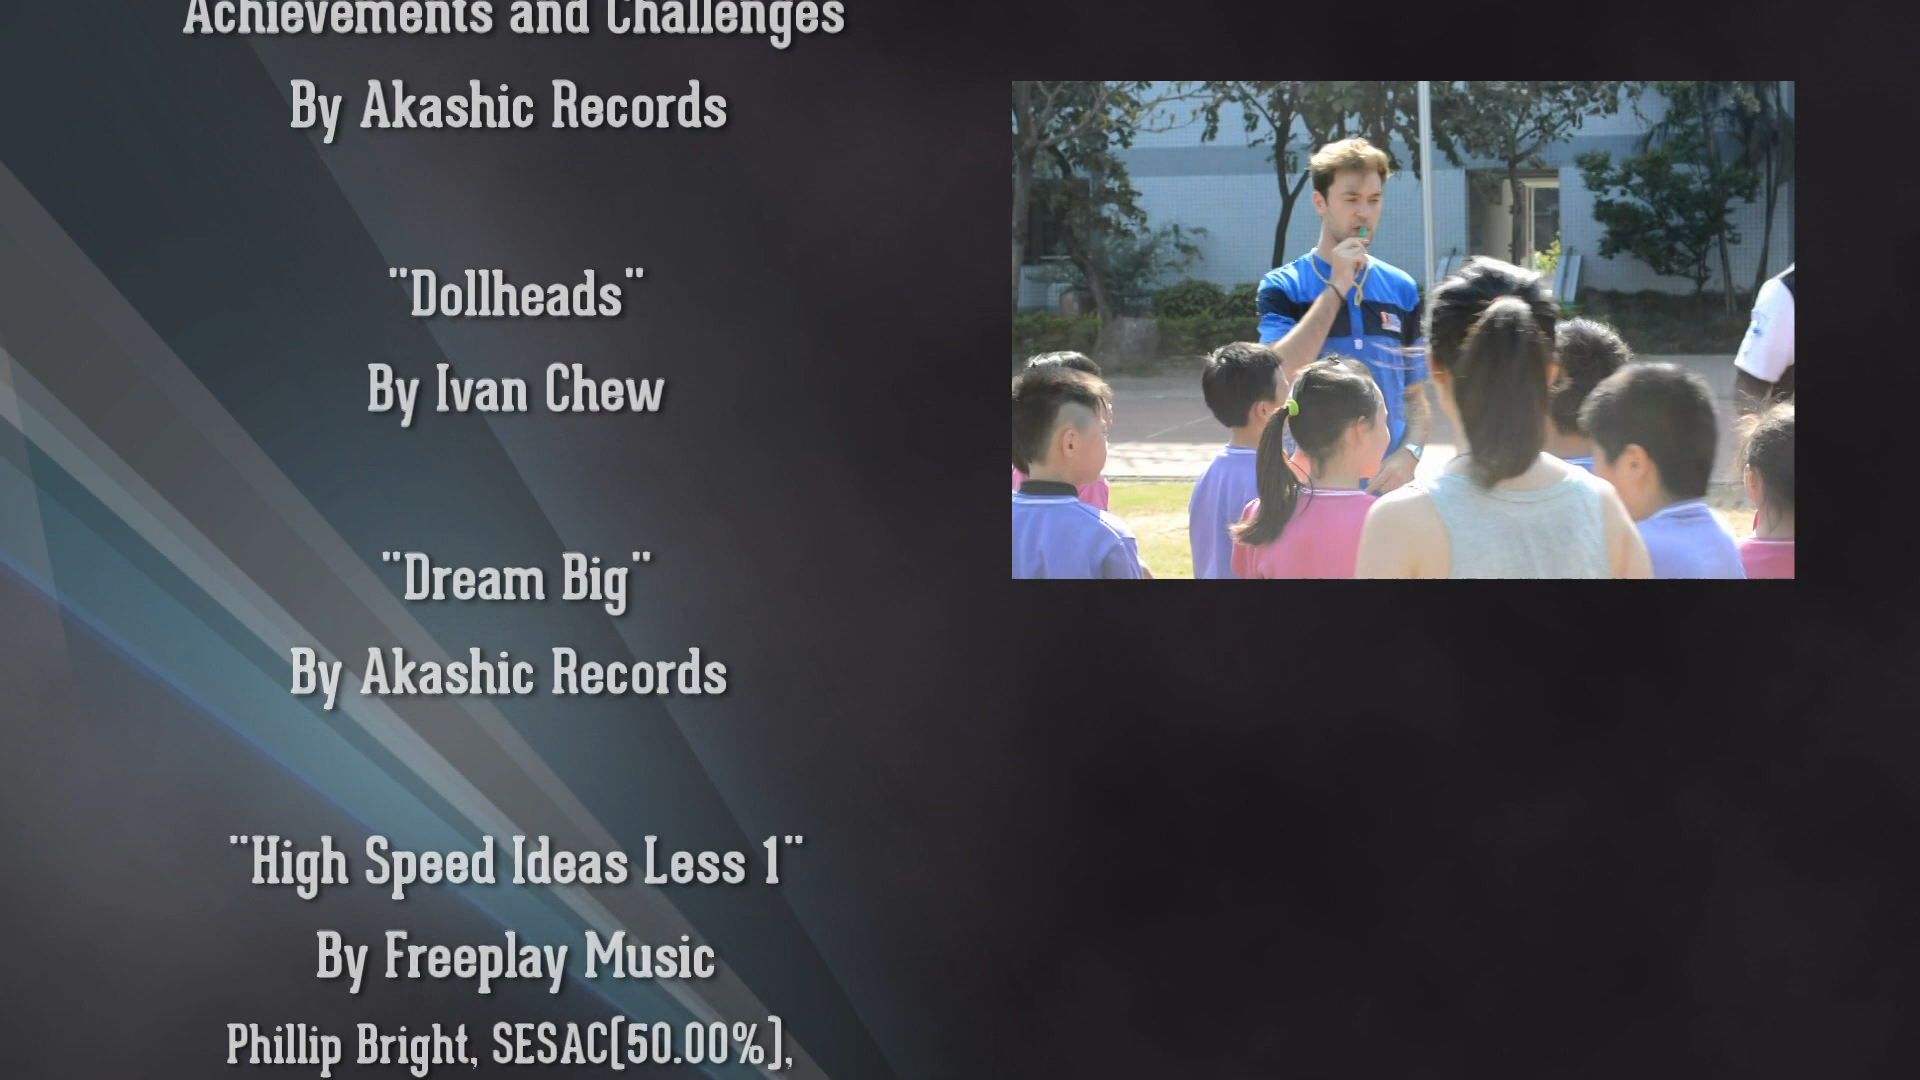 Achievements and Challenges
By Akashic Records
"Dollheads"
By Ivan Chew
"Dream Big"
By Akashic Records
"High Speed Ideas Less 1"
By Freeplay Music
Phillip Bright, SESAC(50.00%),